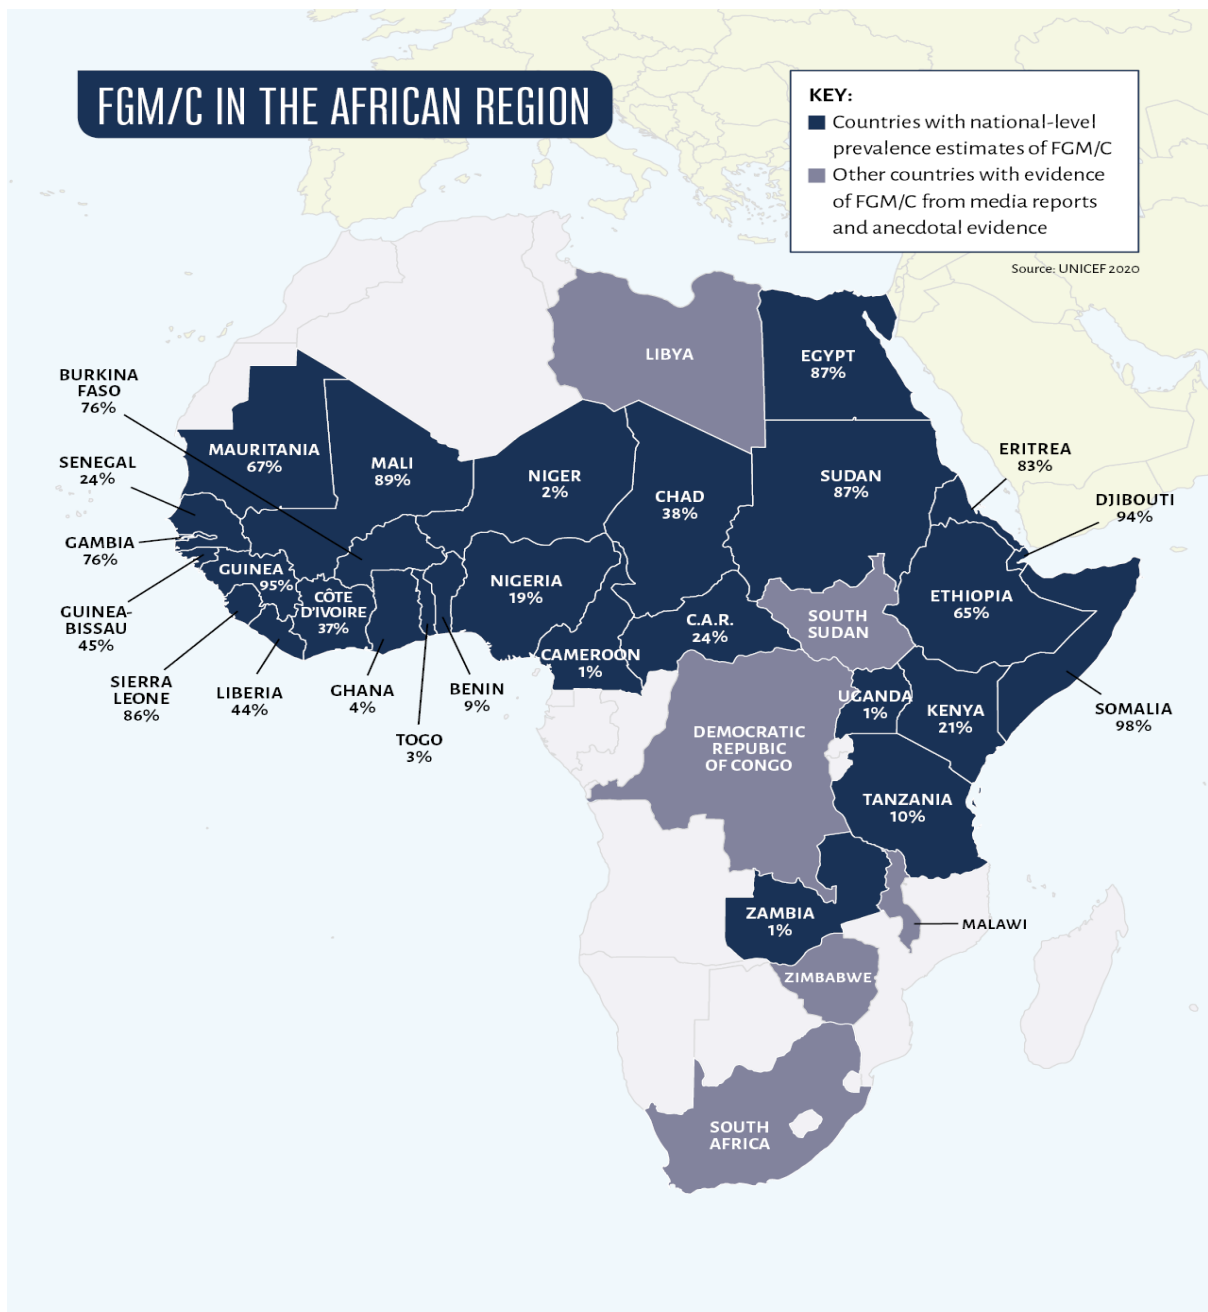 FGM/C IN THE AFRICAN REGION
KEY:
Countries with national-level
prevalence estimates of FGM/C
Other countries with evidence
of FGM/C from media reports
and anecdotal evidence
Source: UNICEF 2020
LIBYA
EGYPT
87%
BURKINA
FASO
76%
MAURITANIA
67%
MALI
89%
NIGER
2%
CHAD
38%
SUDAN
87%
ERITREA
83%
SENEGAL
24%
DJIBOUTI
94%
GAMBIA
76%
GUINEA
95%
CÔTE
D'IVOIRE
37%
NIGERIA
19%
C.A.R.
24%
SOUTH
SUDAN
ETHIOPIA
65%
GUINEA-
BISSAU
45%
SIERRA
LEONE
86%
LIBERIA
44%
GHANA
4%
TOGO
3%
BENIN
9%
CAMEROON
1%
UGANDA
1%
KENYA
21%
SOMALIA
98%
DEMOCRATIC
REPUBIC
OF CONGO
TANZANIA
10%
ZAMBIA
1%
MALAWI
ZIMBABWE
SOUTH
AFRICA